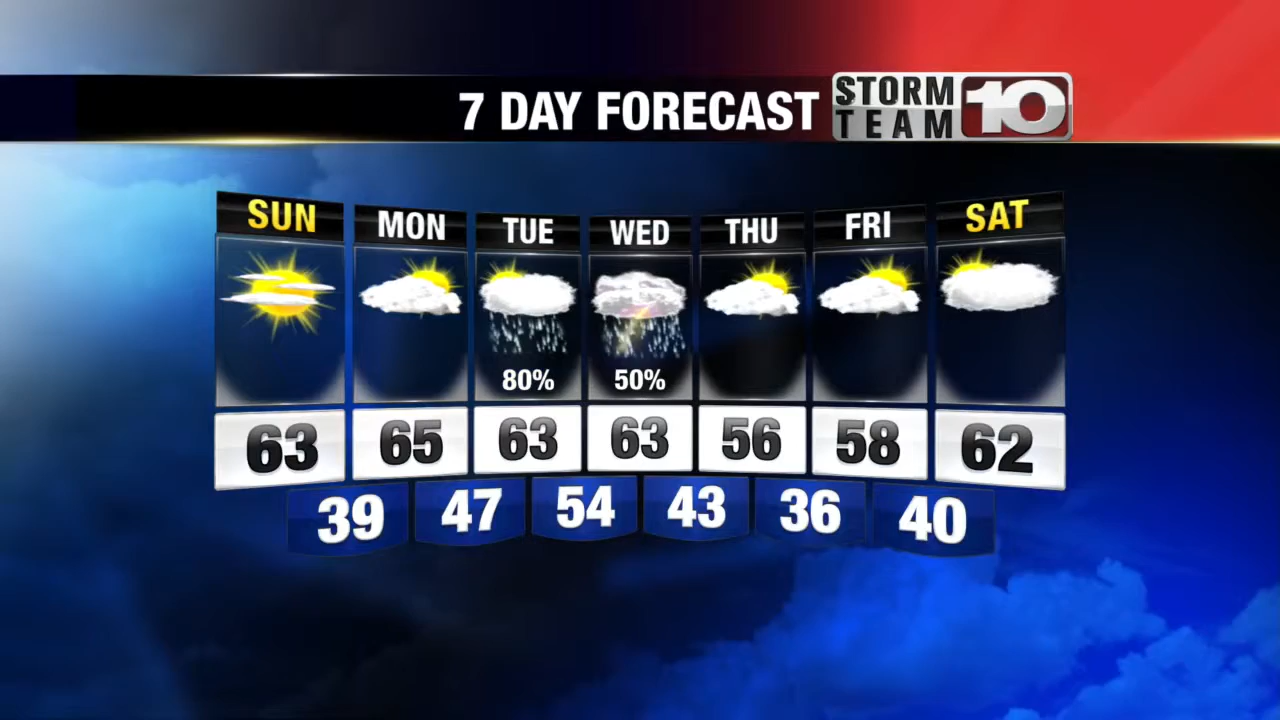 7 DAY FORECAST
STORM TEAM 10
SUN MON TUE WED THU FRI SAT
80% 50%
63 65 63 63 56 58 62
39 47 54 43 36 40